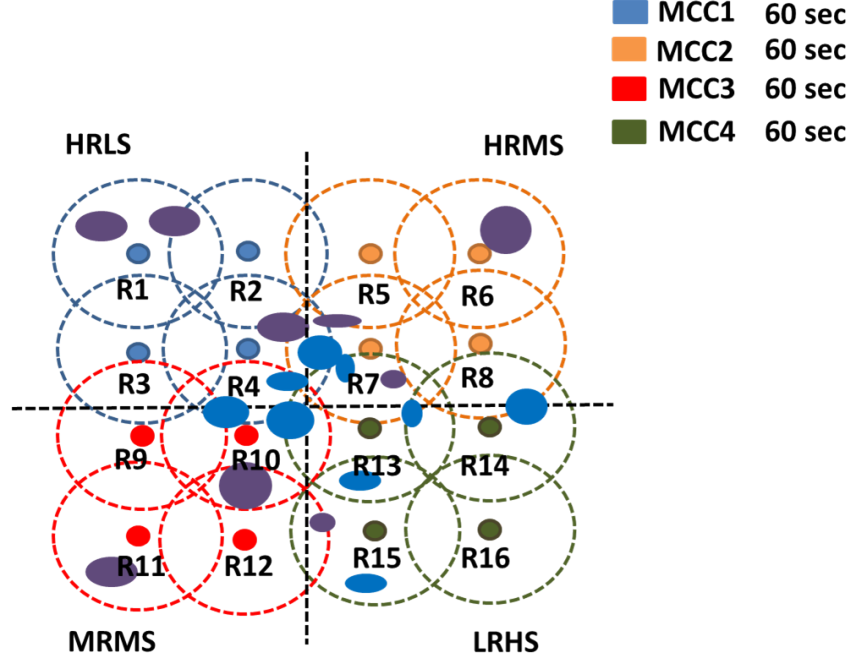 MCC1 60 sec
MCC2 60 sec
MCC3 60 sec
MCC4 60 sec
HRLS HRMS
R1 R2 R5 R6
R3 R4 R7 R8
R9 R10 R13 R14
R11 R12 R15 R16
MRMS LRHS